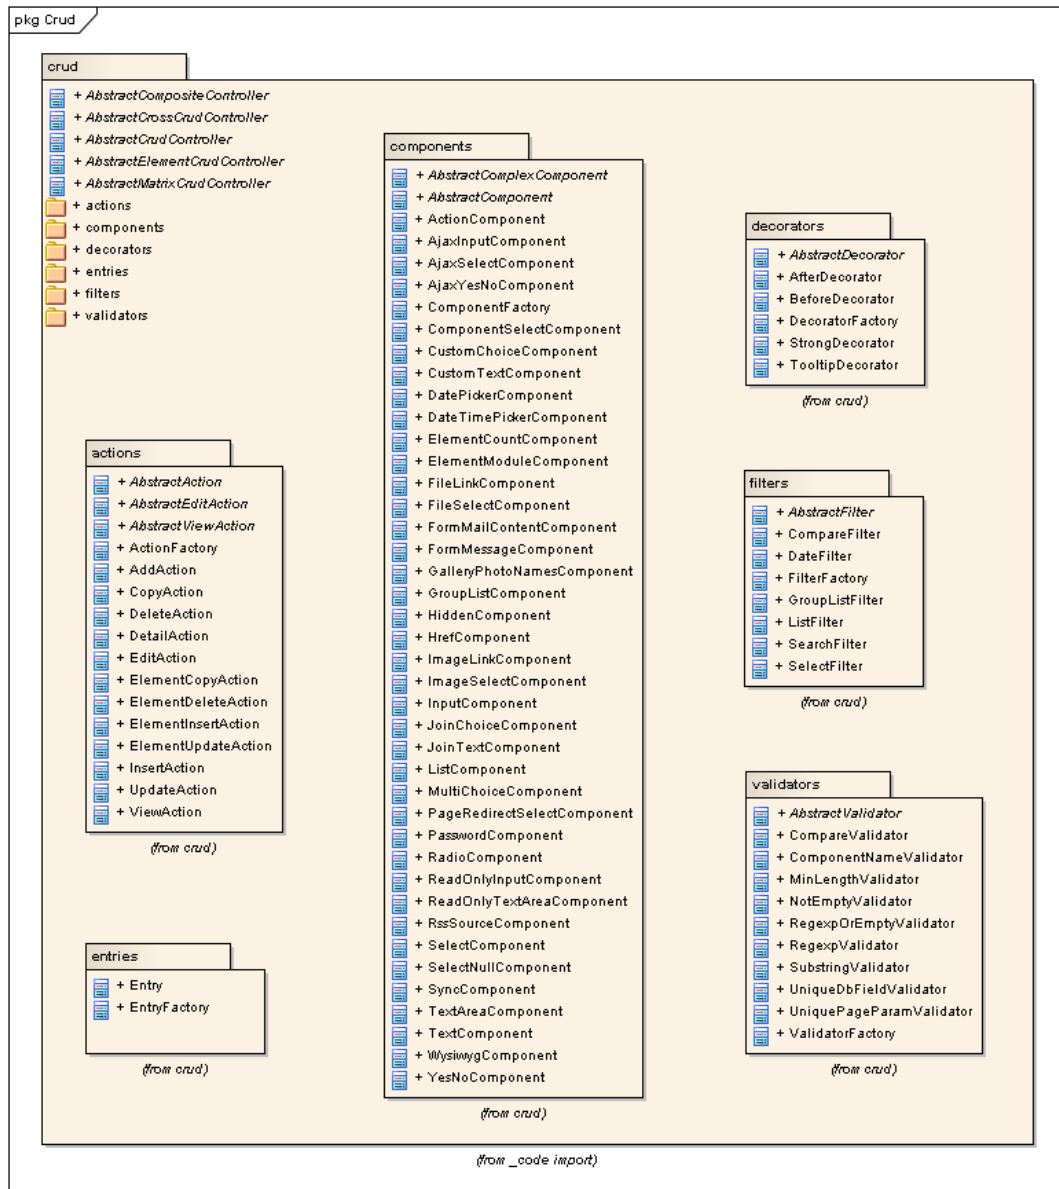 pkg Crud
crud
+ AbstractCompositeController
+ AbstractCrossCrudController
+ AbstractCrudController
+ AbstractElementCrudController
+ AbstractMatrixCrudController
+ actions
+ components
+ decorators
+ entries
+ filters
+ validators
components
+ AbstractComplexComponent
+ AbstractComponent
+ ActionComponent
+ AjaxInputComponent
+ AjaxSelectComponent
+ AjaxYesNoComponent
+ ComponentFactory
+ ComponentSelectComponent
+ CustomChoiceComponent
+ CustomTextComponent
+ DatePickerComponent
+ DateTimePickerComponent
+ ElementCountComponent
+ ElementModuleComponent
+ FileLinkComponent
+ FileSelectComponent
+ FormMailContentComponent
+ FormMessageComponent
+ GalleryPhotoNamesComponent
+ GroupListComponent
+ HiddenComponent
+ HrefComponent
+ ImageLinkComponent
+ ImageSelectComponent
+ InputComponent
+ JoinChoiceComponent
+ JoinTextComponent
+ ListComponent
+ MultiChoiceComponent
+ PageRedirectSelectComponent
+ PasswordComponent
+ RadioComponent
+ ReadOnlyInputComponent
+ ReadOnlyTextAreaComponent
+ RssSourceComponent
+ SelectComponent
+ SelectNullComponent
+ SyncComponent
+ TextAreaComponent
+ TextComponent
+ WysiwygComponent
+ YesNoComponent
(from crud)
decorators
+ AbstractDecorator
+ AfterDecorator
+ BeforeDecorator
+ DecoratorFactory
+ StrongDecorator
+ TooltipDecorator
(from crud)
actions
+ AbstractAction
+ AbstractEditAction
+ AbstractViewAction
+ ActionFactory
+ AddAction
+ CopyAction
+ DeleteAction
+ DetailAction
+ EditAction
+ ElementCopyAction
+ ElementDeleteAction
+ ElementInsertAction
+ ElementUpdateAction
+ InsertAction
+ UpdateAction
+ ViewAction
(from crud)
filters
+ AbstractFilter
+ CompareFilter
+ DateFilter
+ FilterFactory
+ GroupListFilter
+ ListFilter
+ SearchFilter
+ SelectFilter
(from crud)
validators
+ AbstractValidator
+ CompareValidator
+ ComponentNameValidator
+ MinLengthValidator
+ NotEmptyValidator
+ RegexpOrEmptyValidator
+ RegexpValidator
+ SubstringValidator
+ UniqueDbFieldValidator
+ UniquePageParamValidator
+ ValidatorFactory
(from crud)
entries
+ Entry
+ EntryFactory
(from crud)
(from _code import)